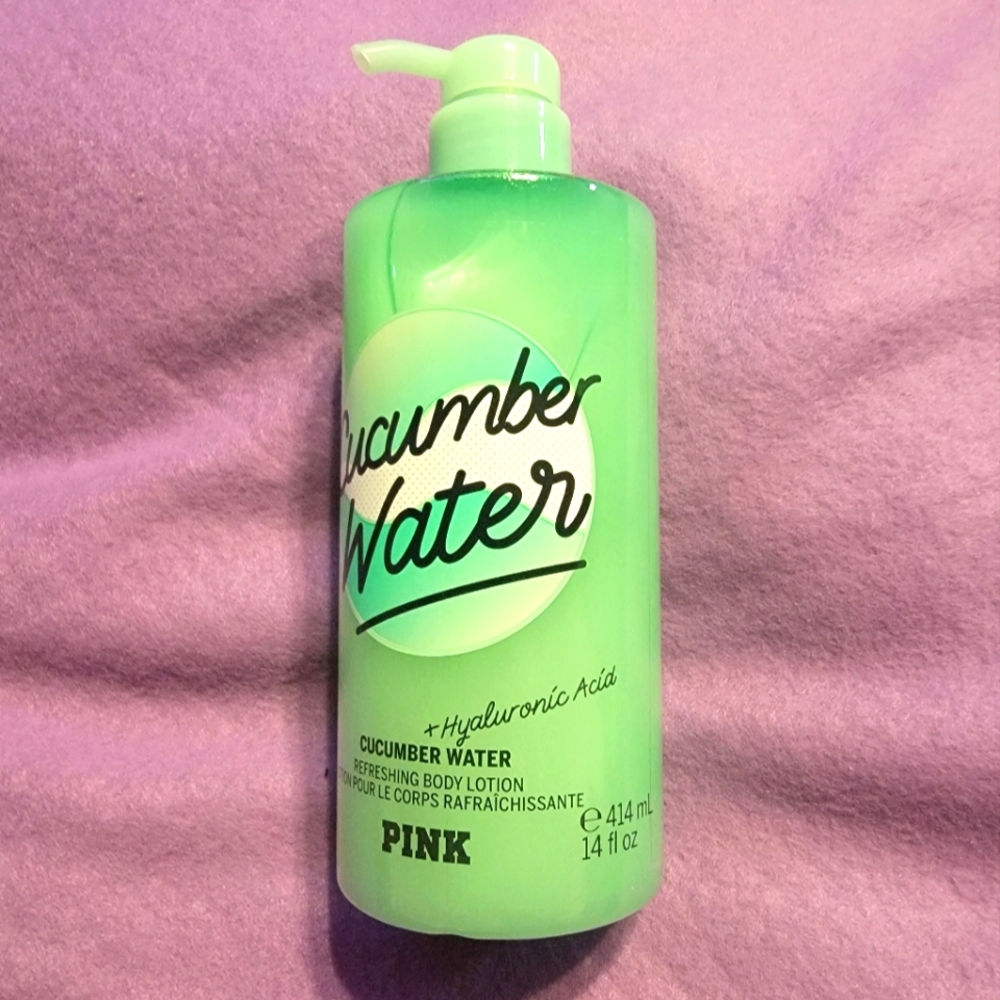 Cucumber
Water
+ Hyaluronic Acid
CUCUMBER WATER
REFRESHING BODY LOTION
POUR LE CORPS RAFRAÎCHISSANTE
PINK
℮ 414 mL
14 fl oz